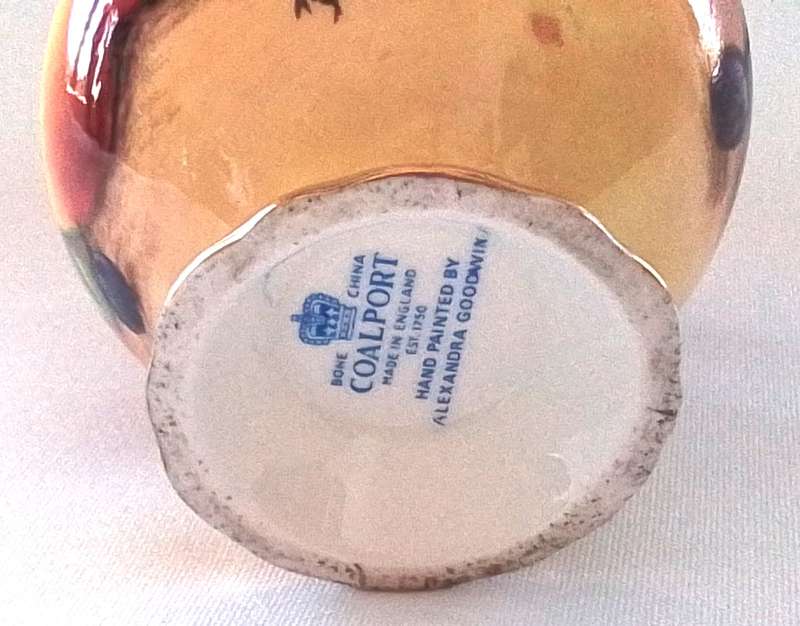 BONE CHINA
COALPORT
MADE IN ENGLAND
EST. 1750
HAND PAINTED BY
ALEXANDRA GOODWIN